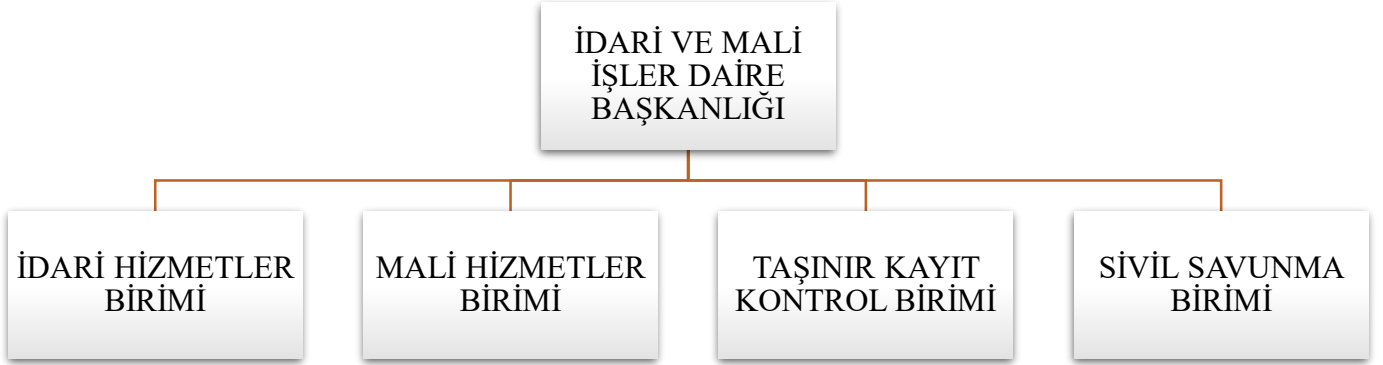 İDARİ VE MALİ
İŞLER DAİRE
BAŞKANLIĞI
İDARİ HİZMETLER
BİRİMİ
MALİ HİZMETLER
BİRİMİ
TAŞINIR KAYIT
KONTROL BİRİMİ
SİVİL SAVUNMA
BİRİMİ